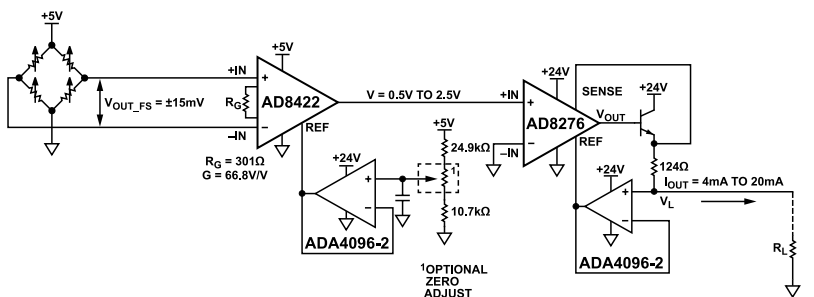 +5V
+IN
V_OUT_FS = ±15mV
R_G
–IN
+5V
AD8422
REF
R_G = 301Ω
G = 66.8V/V
V = 0.5V TO 2.5V
+5V
24.9kΩ
1
10.7kΩ
+24V
ADA4096-2
1OPTIONAL
ZERO
ADJUST
+24V
SENSE
+IN
AD8276
–IN
REF
V_OUT
+24V
124Ω
I_OUT = 4mA TO 20mA
V_L
+24V
ADA4096-2
R_L